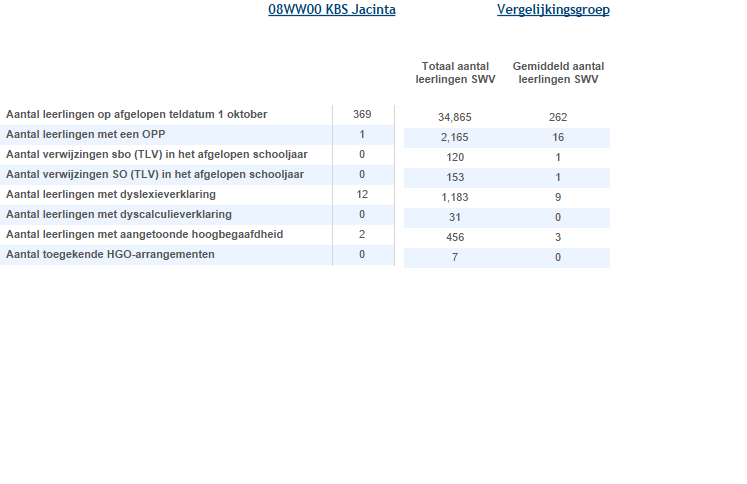 08WW00 KBS Jacinta Vergelijkingsgroep
Totaal aantal Gemiddeld aantal
leerlingen SWV leerlingen SWV
Aantal leerlingen op afgelopen teldatum 1 oktober 369 34,865 262
Aantal leerlingen met een OPP 1 2,165 16
Aantal verwijzingen sbo (TLV) in het afgelopen schooljaar 0 120 1
Aantal verwijzingen SO (TLV) in het afgelopen schooljaar 0 153 1
Aantal leerlingen met dyslexieverklaring 12 1,183 9
Aantal leerlingen met dyscalculieverklaring 0 31 0
Aantal leerlingen met aangetoonde hoogbegaafdheid 2 456 3
Aantal toegekende HGO-arrangementen 0 7 0